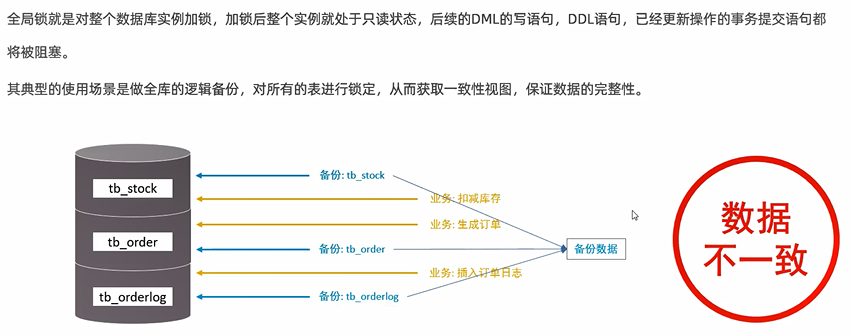 全局锁就是对整个数据库实例加锁，加锁后整个实例就处于只读状态，后续的DML的写语句，DDL语句，已经更新操作的事务提交语句都
将被阻塞。
其典型的使用场景是做全库的逻辑备份，对所有的表进行锁定，从而获取一致性视图，保证数据的完整性。
备份: tb_stock
tb_stock
业务: 扣减库存
业务: 生成订单
tb_order
备份: tb_order
备份数据
业务: 插入订单日志
tb_orderlog
备份: tb_orderlog
数据
不一致